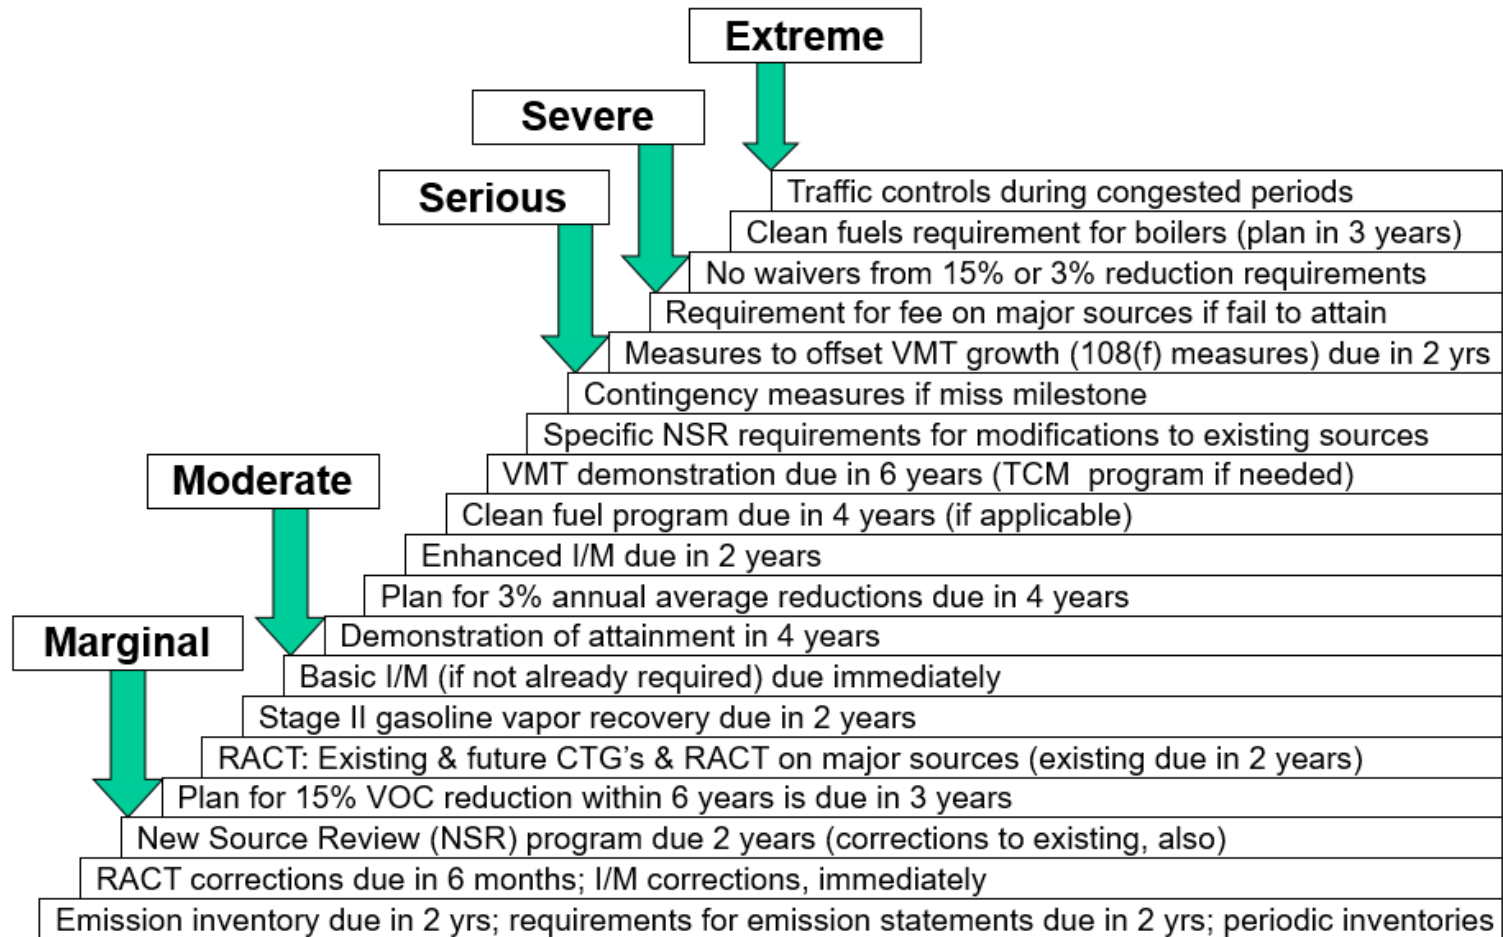 Extreme
Severe
Serious
Traffic controls during congested periods
Clean fuels requirement for boilers (plan in 3 years)
No waivers from 15% or 3% reduction requirements
Requirement for fee on major sources if fail to attain
Measures to offset VMT growth (108(f) measures) due in 2 yrs
Contingency measures if miss milestone
Specific NSR requirements for modifications to existing sources
Moderate
VMT demonstration due in 6 years (TCM  program if needed)
Clean fuel program due in 4 years (if applicable)
Enhanced I/M due in 2 years
Plan for 3% annual average reductions due in 4 years
Marginal
Demonstration of attainment in 4 years
Basic I/M (if not already required) due immediately
Stage II gasoline vapor recovery due in 2 years
RACT: Existing & future CTG’s & RACT on major sources (existing due in 2 years)
Plan for 15% VOC reduction within 6 years is due in 3 years
New Source Review (NSR) program due 2 years (corrections to existing, also)
RACT corrections due in 6 months; I/M corrections, immediately
Emission inventory due in 2 yrs; requirements for emission statements due in 2 yrs; periodic inventories